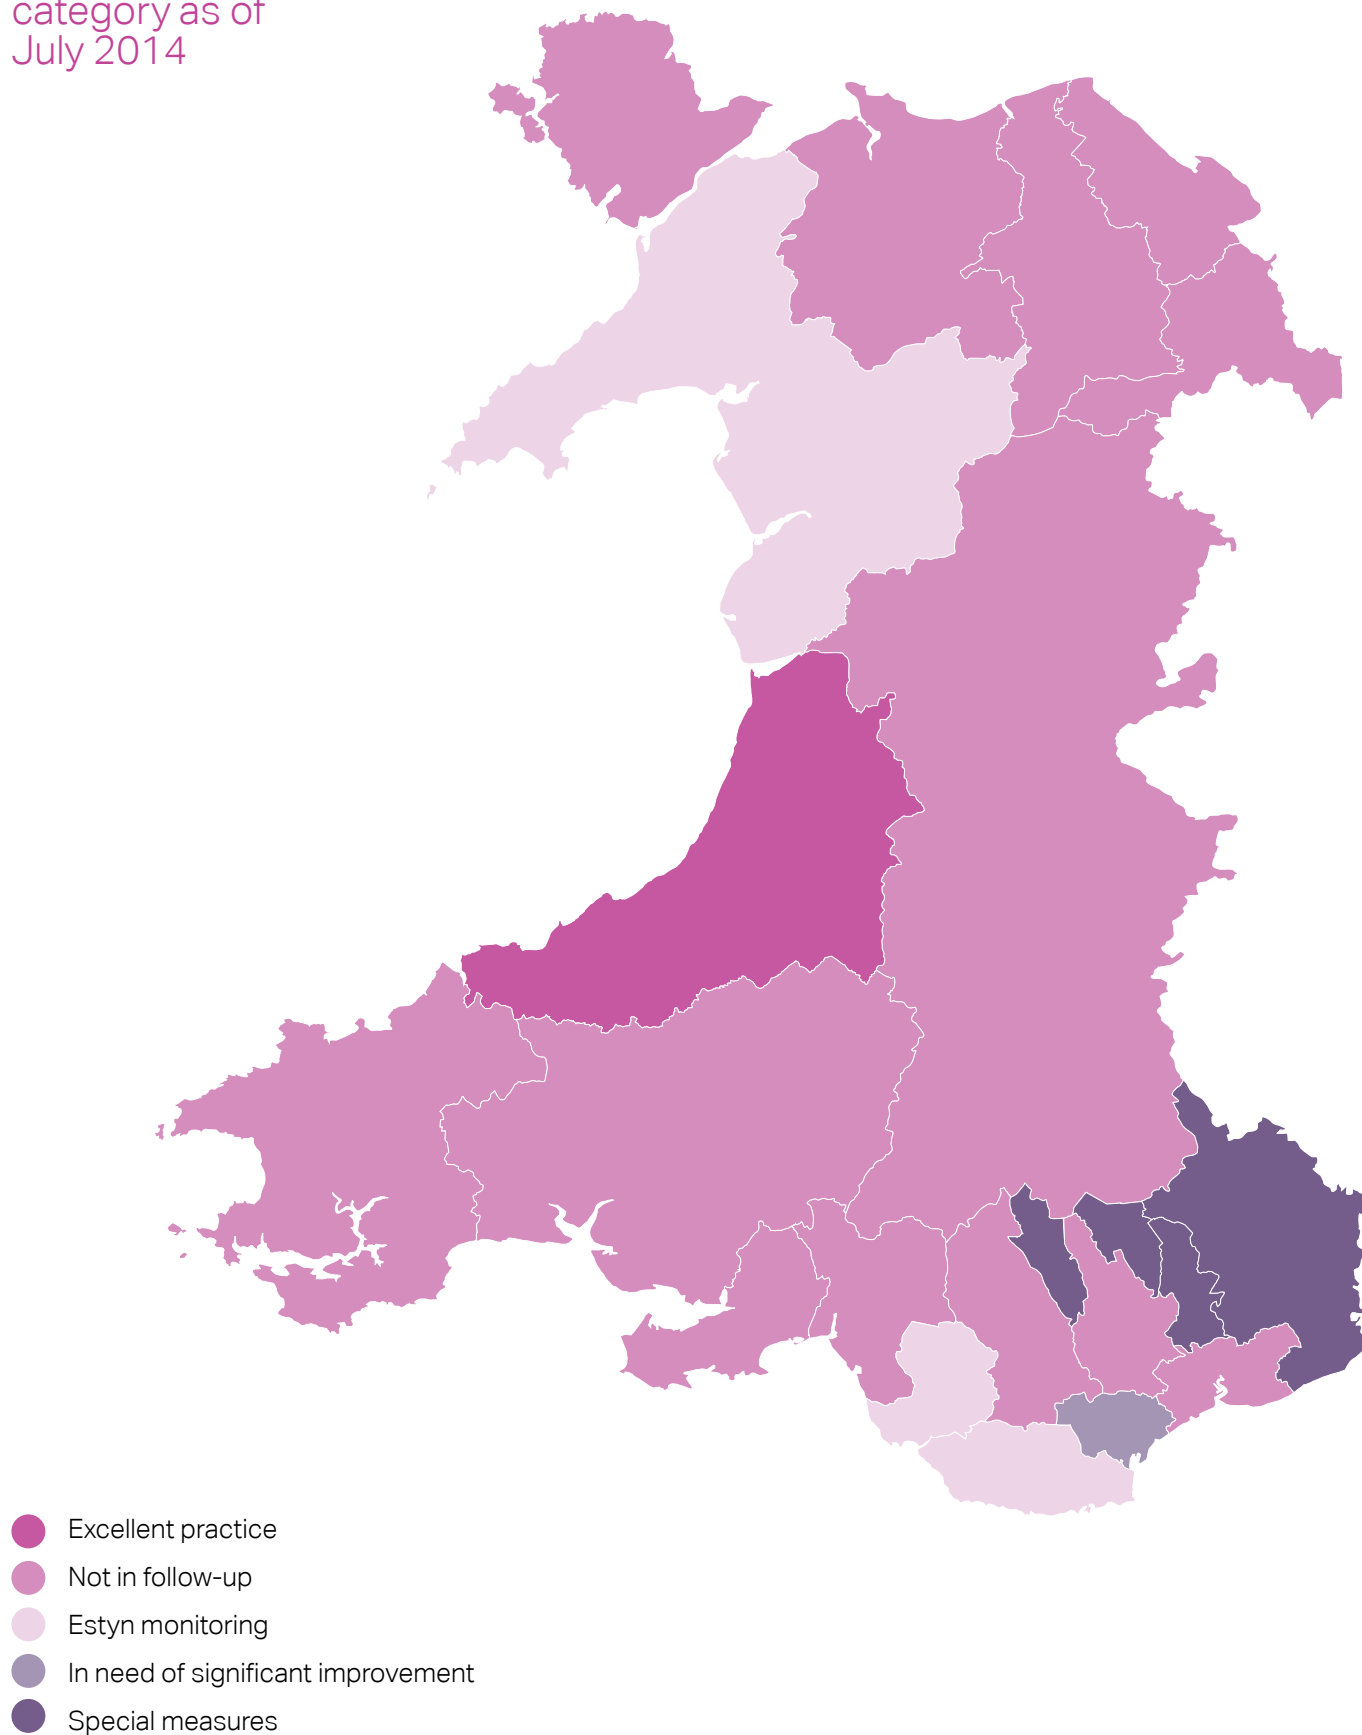 category as of
July 2014
Excellent practice
Not in follow-up
Estyn monitoring
In need of significant improvement
Special measures